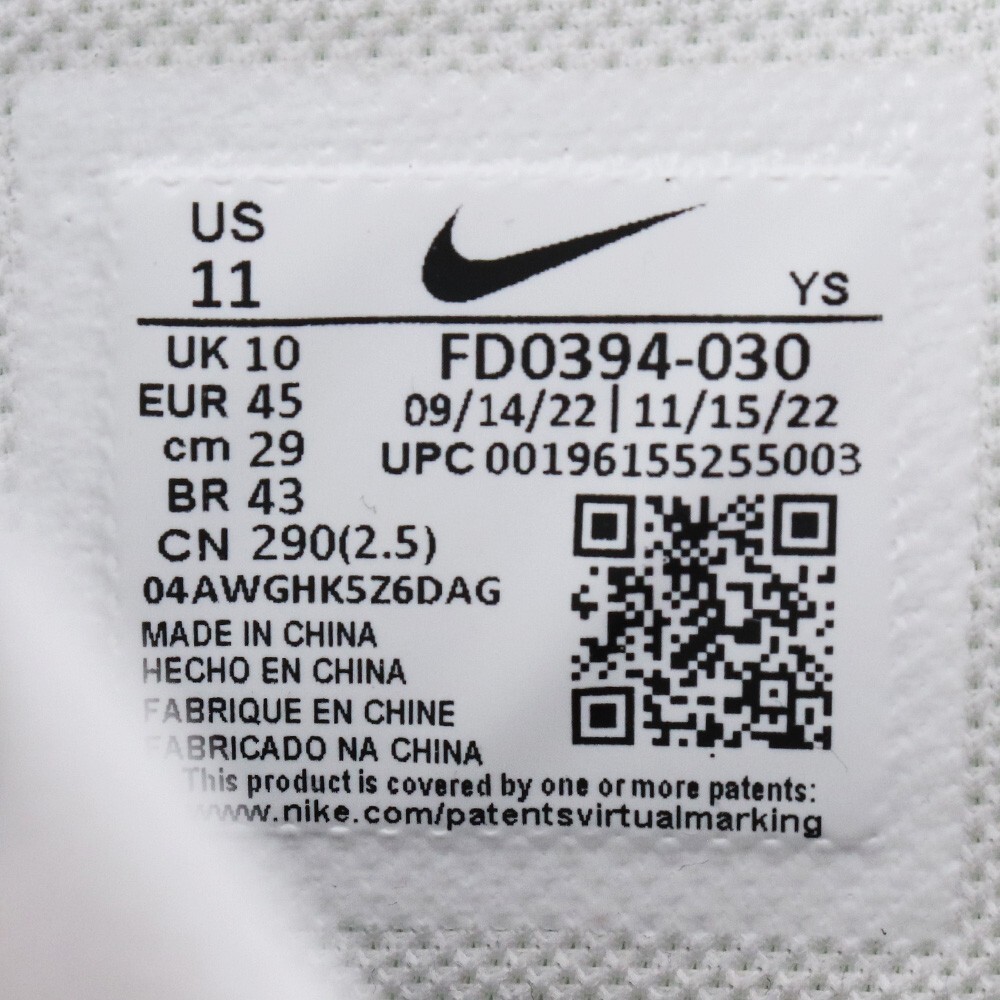 US
11
YS
UK 10
EUR 45
cm 29
BR 43
CN 290(2.5)
FD0394-030
09/14/22 | 11/15/22
UPC 00196155255003
04AWGHK5Z6DAG
MADE IN CHINA
HECHO EN CHINA
FABRIQUE EN CHINE
FABRICADO NA CHINA
This product is covered by one or more patents:
www.nike.com/patentsvirtualmarking